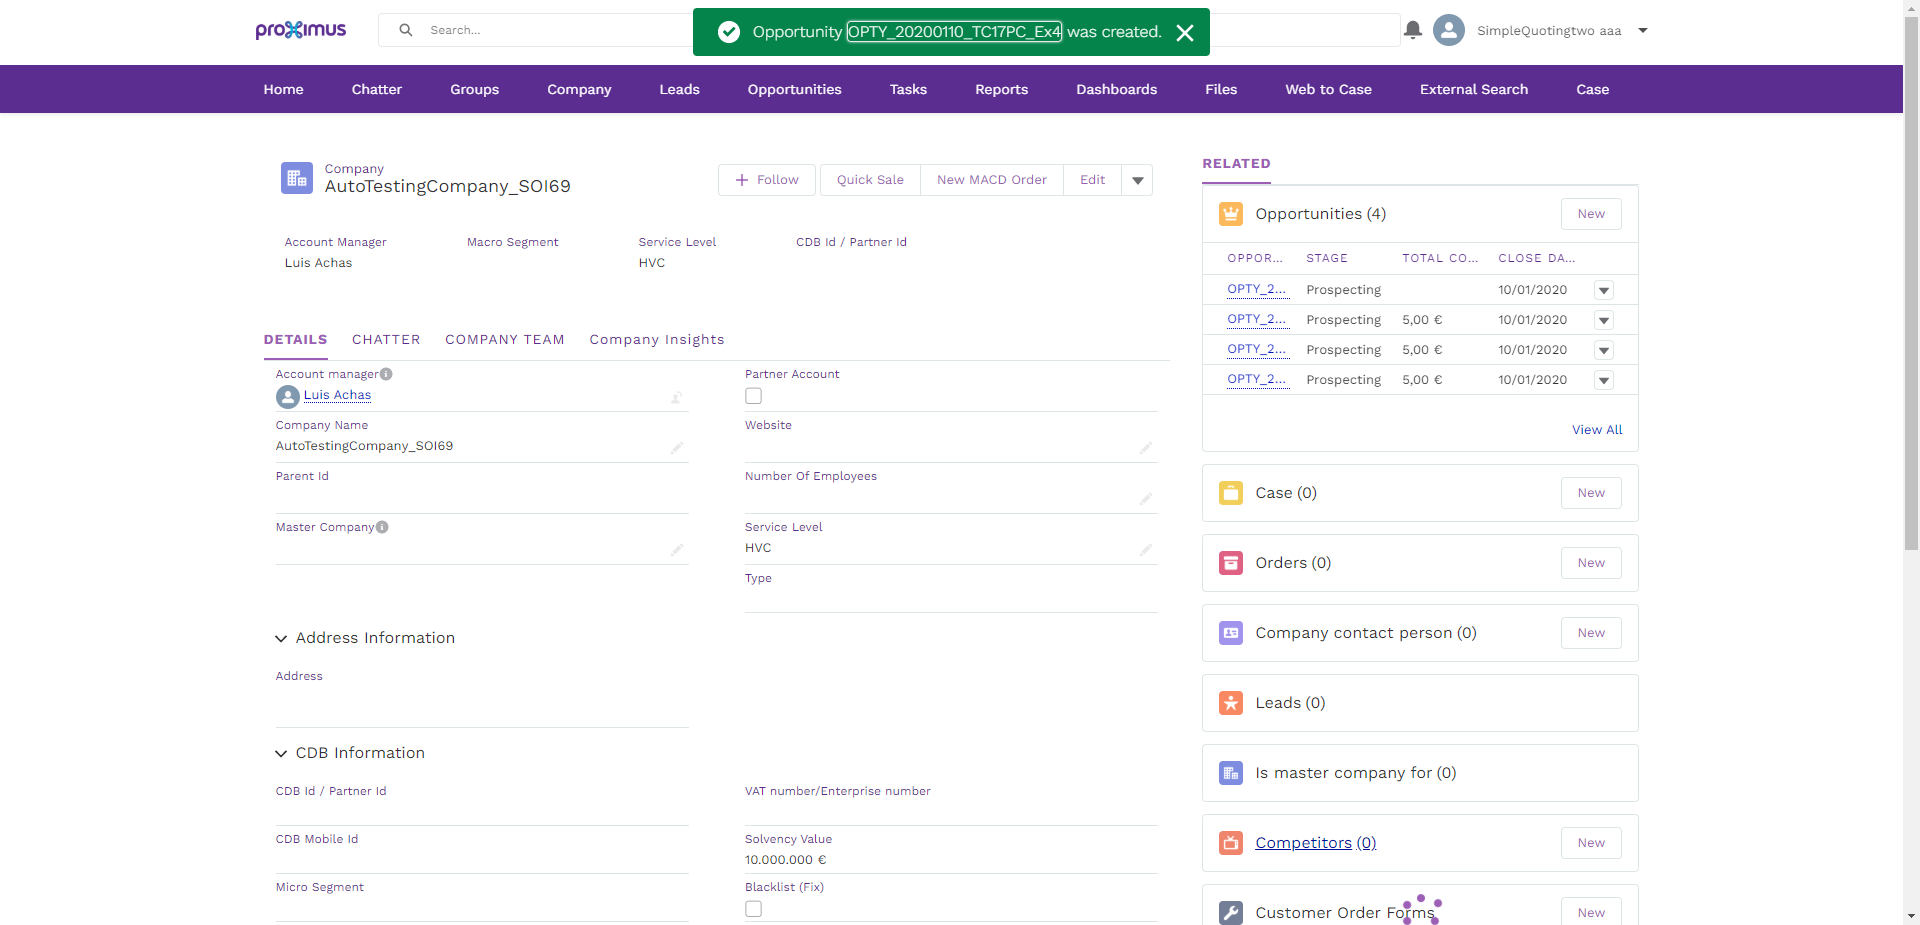 proximus
Search...
Opportunity OPTY_20200110_TC17PC_Ex4 was created.
SimpleQuotingtwo aaa
Home Chatter Groups Company Leads Opportunities Tasks Reports Dashboards Files Web to Case External Search Case
Company
AutoTestingCompany_SOI69
Follow Quick Sale New MACD Order Edit
Account Manager Macro Segment Service Level CDB Id / Partner Id
Luis Achas HVC
DETAILS CHATTER COMPANY TEAM Company Insights
Account manager Partner Account
Luis Achas
Company Name Website
AutoTestingCompany_SOI69
Parent Id Number Of Employees
Master Company Service Level
HVC
Type
Address Information
Address
CDB Information
CDB Id / Partner Id VAT number/Enterprise number
CDB Mobile Id Solvency Value
10.000.000 €
Micro Segment Blacklist (Fix)
RELATED
Opportunities (4) New
OPPOR... STAGE TOTAL CO... CLOSE DA...
OPTY_2... Prospecting 10/01/2020
OPTY_2... Prospecting 5,00 € 10/01/2020
OPTY_2... Prospecting 5,00 € 10/01/2020
OPTY_2... Prospecting 5,00 € 10/01/2020
View All
Case (0) New
Orders (0) New
Company contact person (0) New
Leads (0)
Is master company for (0)
Competitors (0) New
Customer Order Forms New